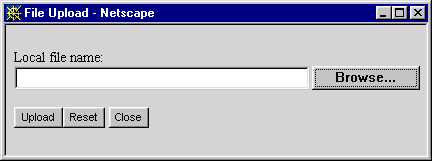 File Upload - Netscape
Local file name:
Browse...
Upload Reset Close